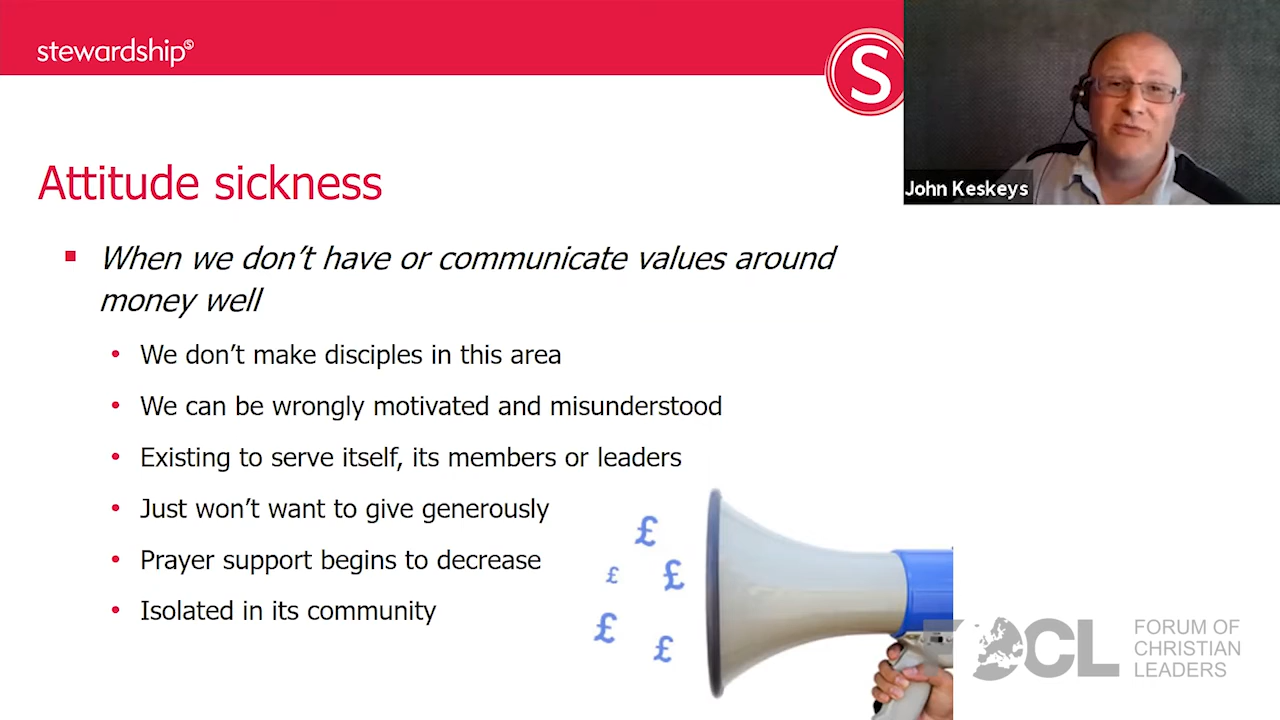 stewardship
S
John Keskeys
Attitude sickness
When we don't have or communicate values around
money well
We don't make disciples in this area
We can be wrongly motivated and misunderstood
Existing to serve itself, its members or leaders
Just won't want to give generously
Prayer support begins to decrease
Isolated in its community
£
£
£
£
£
CL
FORUM OF
CHRISTIAN
LEADERS